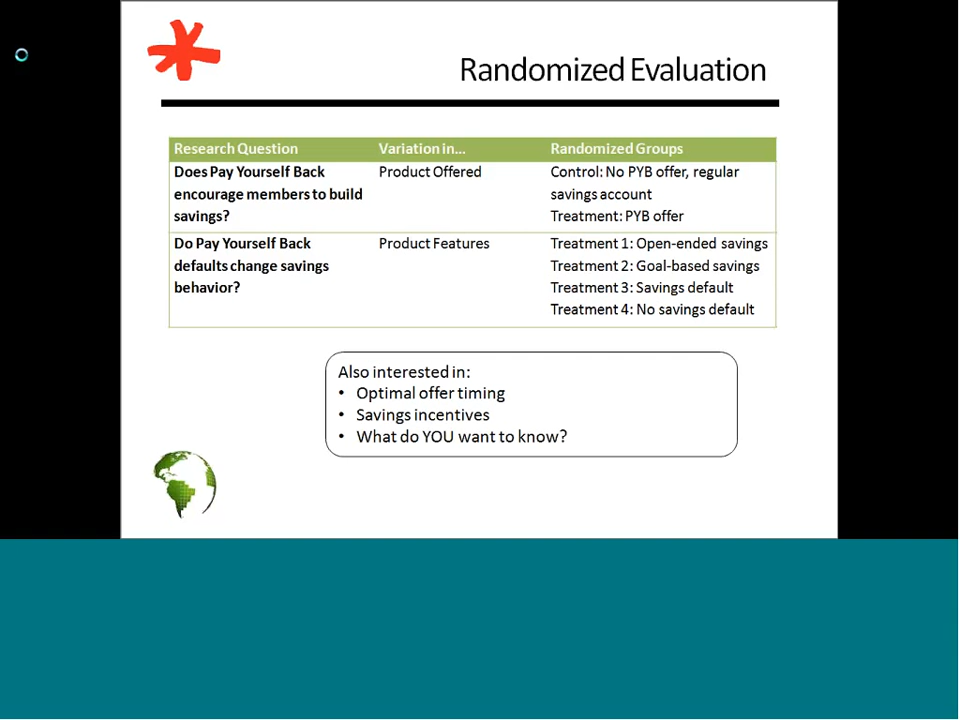 Randomized Evaluation
Research Question Variation in... Randomized Groups
Does Pay Yourself Back Product Offered Control: No PYB offer, regular
encourage members to build savings account
savings? Treatment: PYB offer
Do Pay Yourself Back Product Features Treatment 1: Open-ended savings
defaults change savings Treatment 2: Goal-based savings
behavior? Treatment 3: Savings default
Treatment 4: No savings default
Also interested in:
• Optimal offer timing
• Savings incentives
• What do YOU want to know?